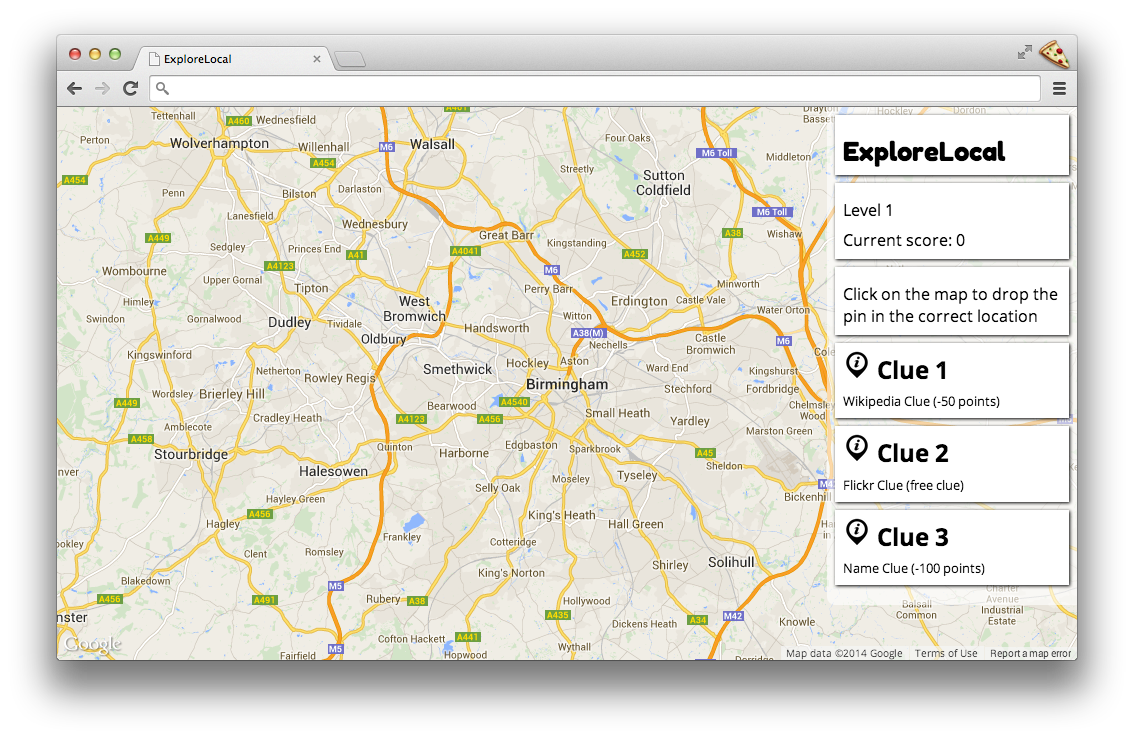 ExploreLocal
ExploreLocal
Level 1
Current score: 0
Click on the map to drop the
pin in the correct location
Clue 1
Wikipedia Clue (-50 points)
Clue 2
Flickr Clue (free clue)
Clue 3
Name Clue (-100 points)
Tettenhall
A460
Wednesfield
Perton
Wolverhampton
Willenhall
A454
M6
Walsall
Four Oaks
M6 Toll
Middleton
Hockley
Dordon
A454
Penn
Bilston
Darlaston
Streetly
Sutton
Coldfield
Lanesfield
Wednesbury
M6 Toll
A449
Sedgley
Princes End
A41
A4041
Great Barr
Kingstanding
A452
A38
Wishaw
Wombourne
Upper Gornal
A4123
M6
Himley
Tipton
Perry Barr
Minworth
Swindon
Gornalwood
Dudley
Tividale
West
Bromwich
Witton
Erdington
Castle Vale
Water Orton
Oldbury
Handsworth
A38(M)
Nechells
Castle
Bromwich
M6
Kingswinford
Netherton
Rowley Regis
Smethwick
Hockley
Aston
Ward End
Kingshurst
Wordsley
Brierley Hill
Birmingham
Stechford
Fordbridge
A449
Cradley Heath
A4123
Bearwood
A4540
A456
Small Heath
Chelmsley
Wood
Amblecote
A458
Yardley
Marston Green
Stourbridge
Quinton
Harborne
Edgbaston
Sparkbrook
A45
Sheldon
Halesowen
Moseley
Tyseley
Hayley Green
Selly Oak
A456
Hagley
King's Heath
Hall Green
Frankley
Clent
Romsley
Cotteridge
Shirley
Solihull
Blakedown
King's Norton
M5
A456
A491
Rubery
A38
Hollywood
A435
Dickens Heath
A34
M42
Knowle
Balsall
Common
Charter
Avenue
Industrial
Estate
Cofton Hackett
A441
Wythall
Fairfield
M5
Hopwood
Google
Map data ©2014 Google
Terms of Use
Report a map error